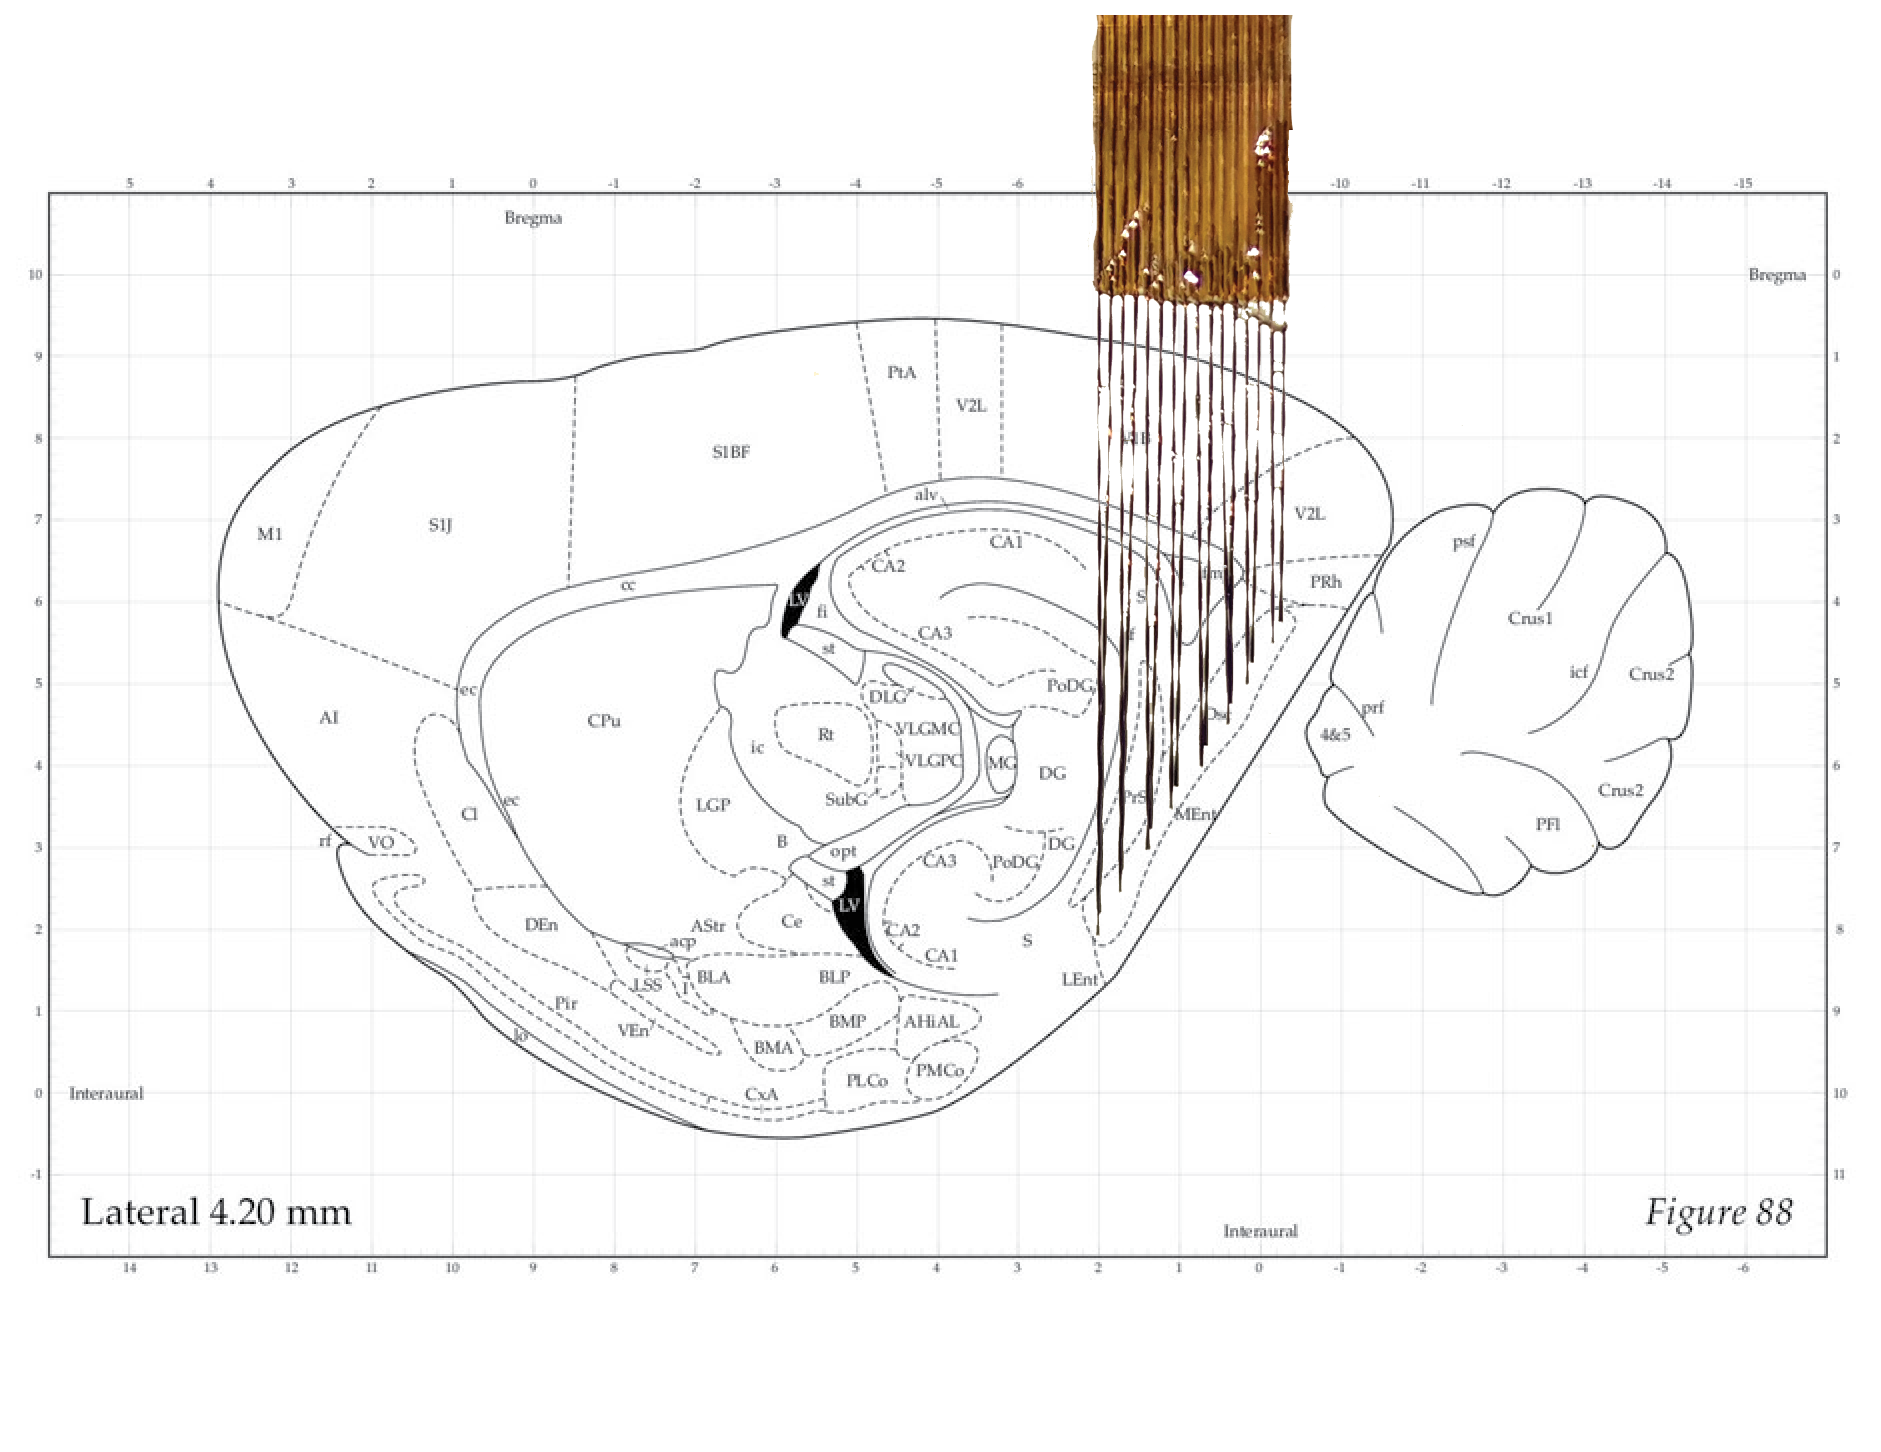 5 4 3 2 1 0 -1 -2 -3 -4 -5 -6 -10 -11 -12 -13 -14 -15
Bregma
10 Bregma 0
9 1
PtA
V2L
8 2
S1BF
alv
7 V2L 3
M1 S1J CA1 psf
CA2
cc PRh
6 LV fi S 4
Crus1
CA3 f
st
icf Crus2
5 ec PoDG 5
DLG
AI CPu prf
VLGMC
Rt 4&5
ic
4 VLGPC MG DG 6
SubG Crus2
ec LGP PrS
Cl MEnt
PFl
rf VO B DG
3 opt 7
CA3 PoDG
st
LV
DEn AStr Ce
2 CA2 8
acp S
CA1
BLA BLP LEnt
LSS I
Pir
1 BMP AHiAL 9
VEn
lo
BMA
PLCo PMCo
0 Interaural CxA 10
-1 11
Lateral 4.20 mm Figure 88
Interaural
14 13 12 11 10 9 8 7 6 5 4 3 2 1 0 -1 -2 -3 -4 -5 -6